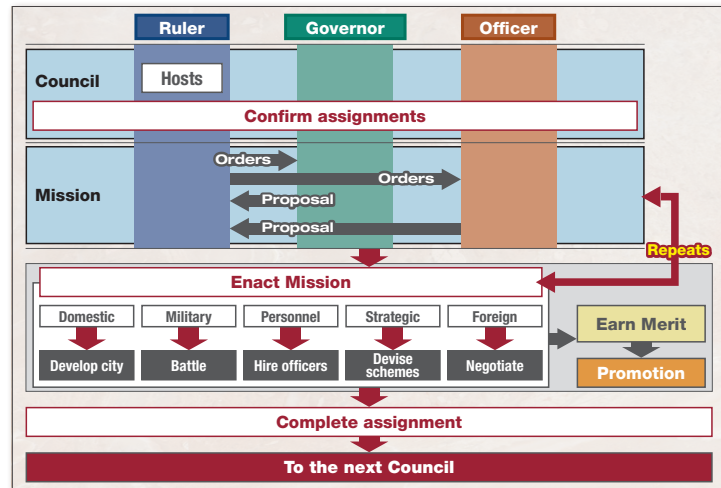 Ruler Governor Officer
Council
Hosts
Confirm assignments
Mission
Orders
Orders
Proposal
Proposal
Repeats
Enact Mission
Domestic Military Personnel Strategic Foreign
Develop city Battle Hire officers Devise schemes Negotiate
Earn Merit
Promotion
Complete assignment
To the next Council